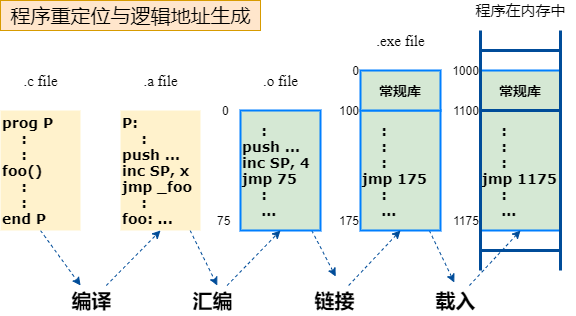 程序重定位与逻辑地址生成
程序在内存中
.c file
.a file
.o file
.exe file
prog P
:
:
foo()
:
:
end P
P:
:
push ...
inc SP, x
jmp _foo
:
foo: ...
0
75
:
push ...
inc SP, 4
jmp 75
:
...
0
100
175
常规库
:
:
:
jmp 175
:
...
1000
1100
1175
常规库
:
:
:
jmp 1175
:
...
编译
汇编
链接
载入